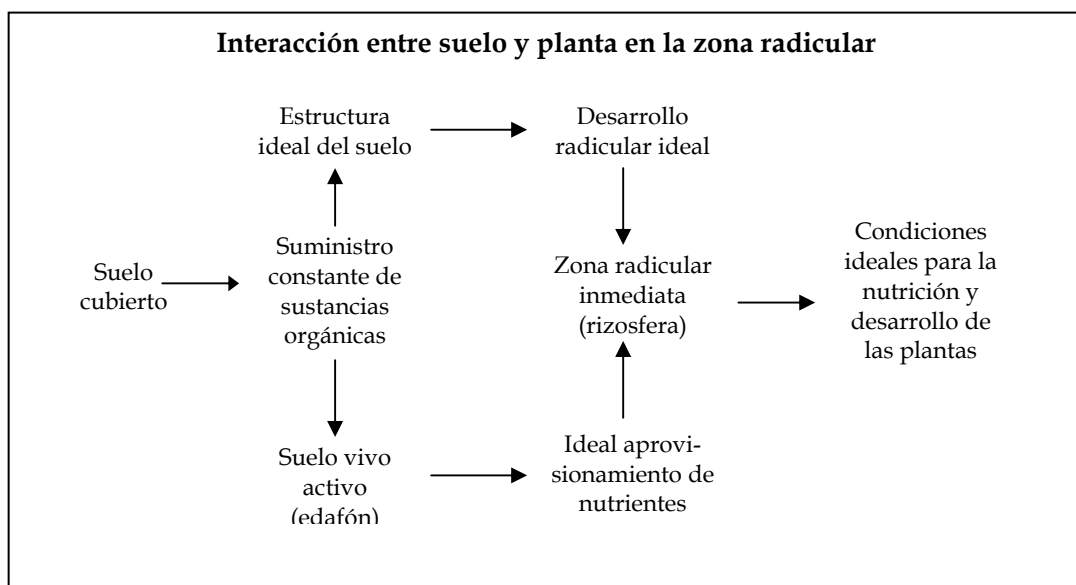 Interacción entre suelo y planta en la zona radicular
Estructura
ideal del suelo
Desarrollo
radicular ideal
Suelo
cubierto
Suministro
constante de
sustancias
orgánicas
Zona radicular
inmediata
(rizosfera)
Condiciones
ideales para la
nutrición y
desarrollo de
las plantas
Suelo vivo
activo
(edafón)
Ideal aprovi-
sionamiento de
nutrientes